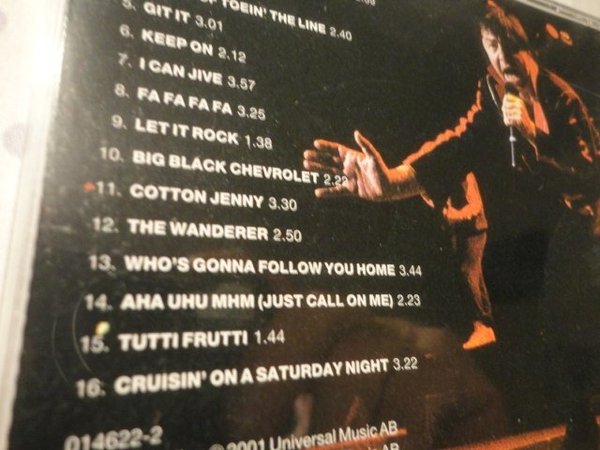 TOEIN' THE LINE 2.40
5. GIT IT 3.01
6. KEEP ON 2.12
7. I CAN JIVE 3.57
8. FA FA FA FA 3.25
9. LET IT ROCK 1.38
10. BIG BLACK CHEVROLET 2.22
11. COTTON JENNY 3.30
12. THE WANDERER 2.50
13. WHO'S GONNA FOLLOW YOU HOME 3.44
14. AHA UHU MHM (JUST CALL ON ME) 2.23
15. TUTTI FRUTTI 1.44
16. CRUISIN' ON A SATURDAY NIGHT 3.22
014622-2
2001 Universal Music AB
AB